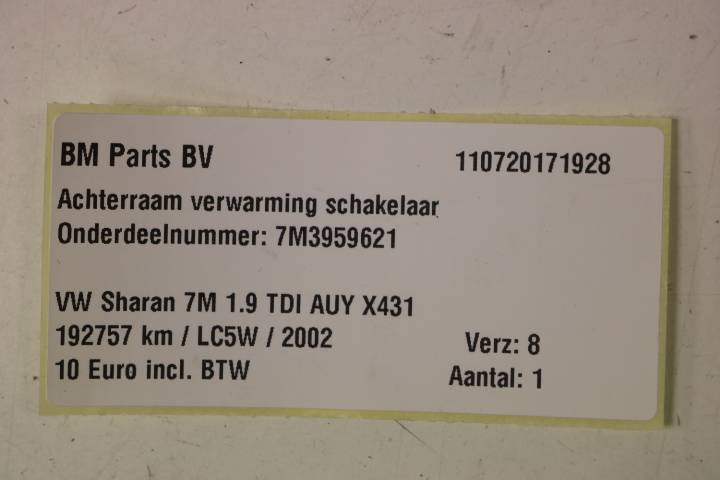 BM Parts BV 110720171928
Achterraam verwarming schakelaar
Onderdeelnummer: 7M3959621
VW Sharan 7M 1.9 TDI AUY X431
192757 km / LC5W / 2002 Verz: 8
10 Euro incl. BTW Aantal: 1